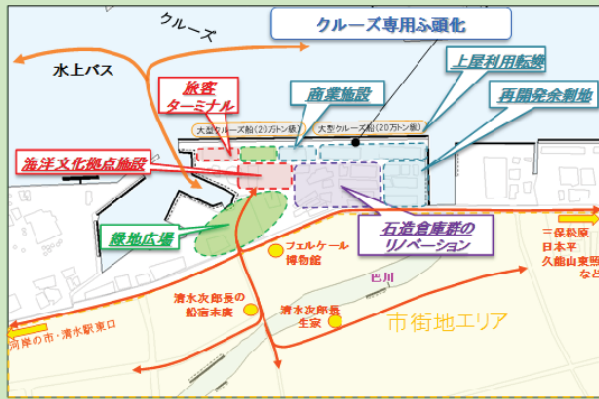 クルーズ
クルーズ専用ふ頭化
水上バス
旅客
ターミナル
商業施設
上屋利用転換
再開発余剰地
大型クルーズ船(20万トン級)
大型クルーズ船(20万トン級)
海洋文化拠点施設
緑地広場
石造倉庫群の
リノベーション
フェルケール
博物館
三保松原
日本平
久能山東照
など
巴川
清水次郎長の
船宿末廣
清水次郎長
生家
市街地エリア
河岸の市・清水駅東口